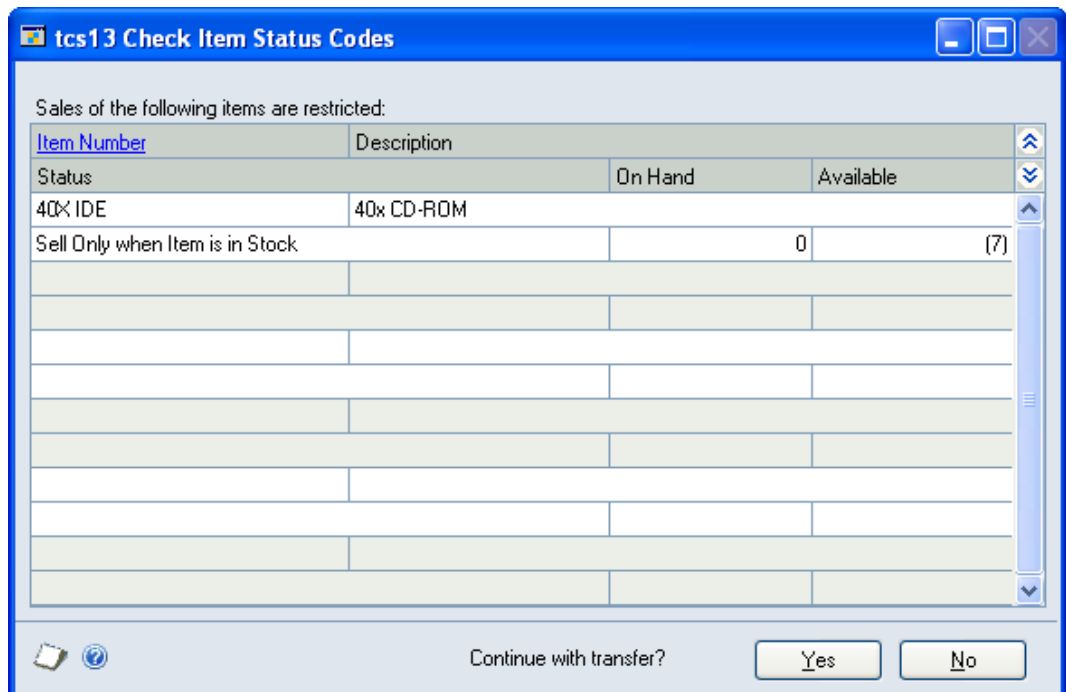 tcs13 Check Item Status Codes
Sales of the following items are restricted:
Item Number Description
Status On Hand Available
40X IDE 40x CD-ROM
Sell Only when Item is in Stock 0 (7)
Continue with transfer? Yes No